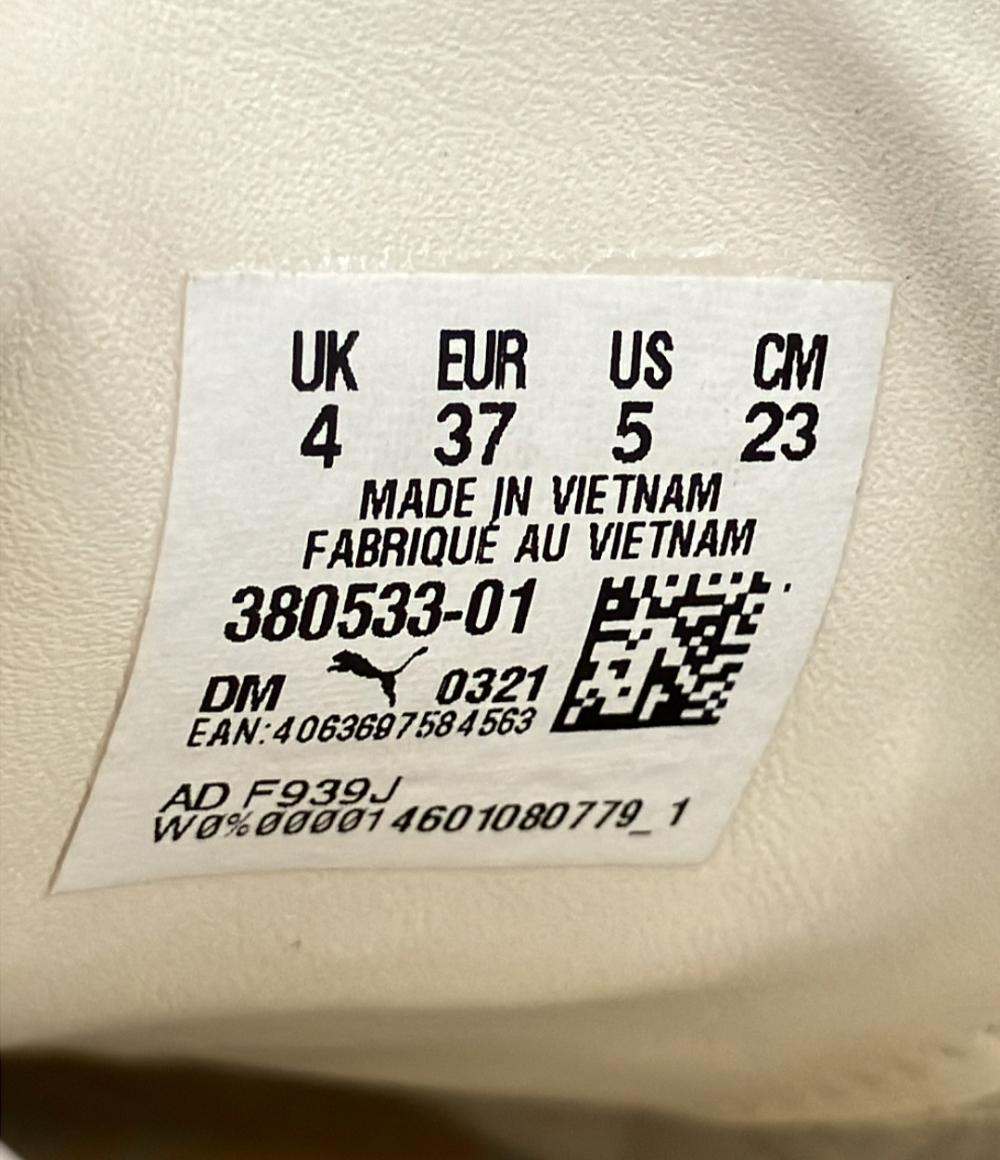 UK EUR US CM
4 37 5 23
MADE IN VIETNAM
FABRIQUÉ AU VIETNAM
380533-01
DM 0321
EAN:4063697584563
AD F939J
W0%000014601080779_1